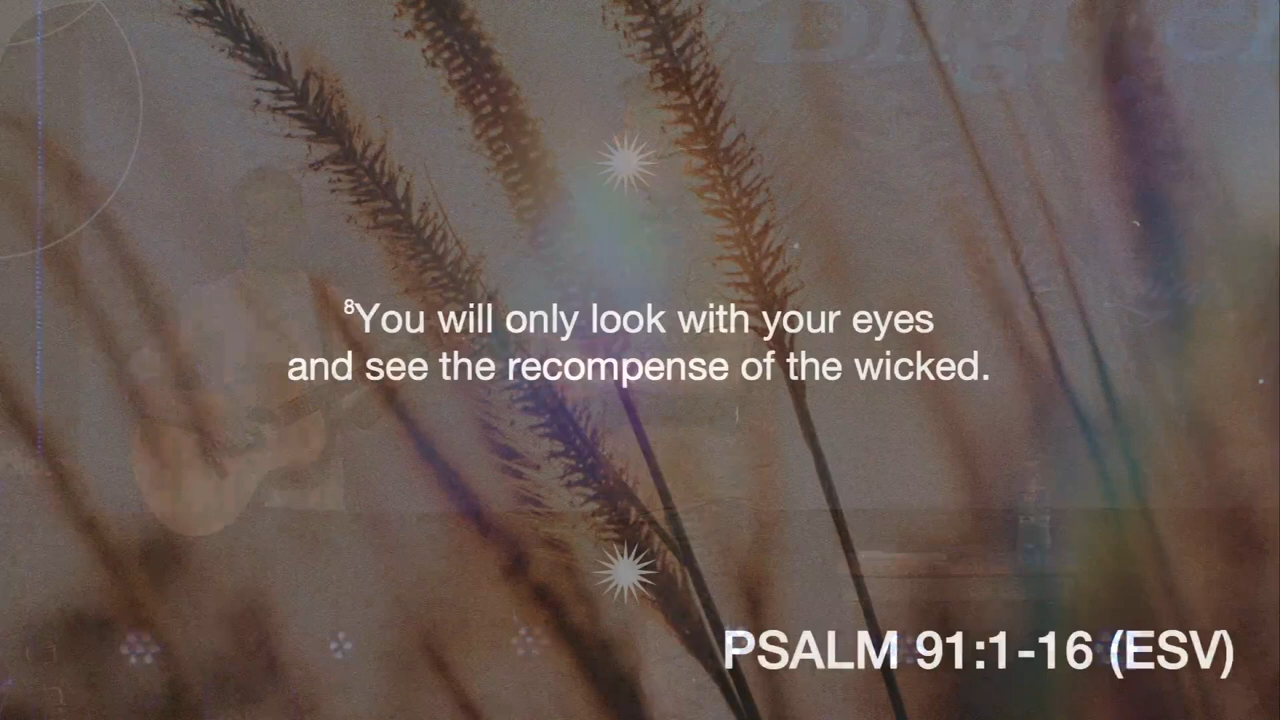 ⁸You will only look with your eyes
and see the recompense of the wicked.
PSALM 91:1-16 (ESV)